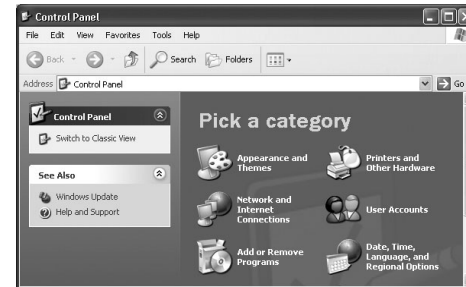 Control Panel
File Edit View Favorites Tools Help
Back Search Folders
Address Control Panel Go
Control Panel
Switch to Classic View
See Also
Windows Update
Help and Support
Pick a category
Appearance and
Themes
Printers and
Other Hardware
Network and
Internet
Connections
User Accounts
Add or Remove
Programs
Date, Time,
Language, and
Regional Options